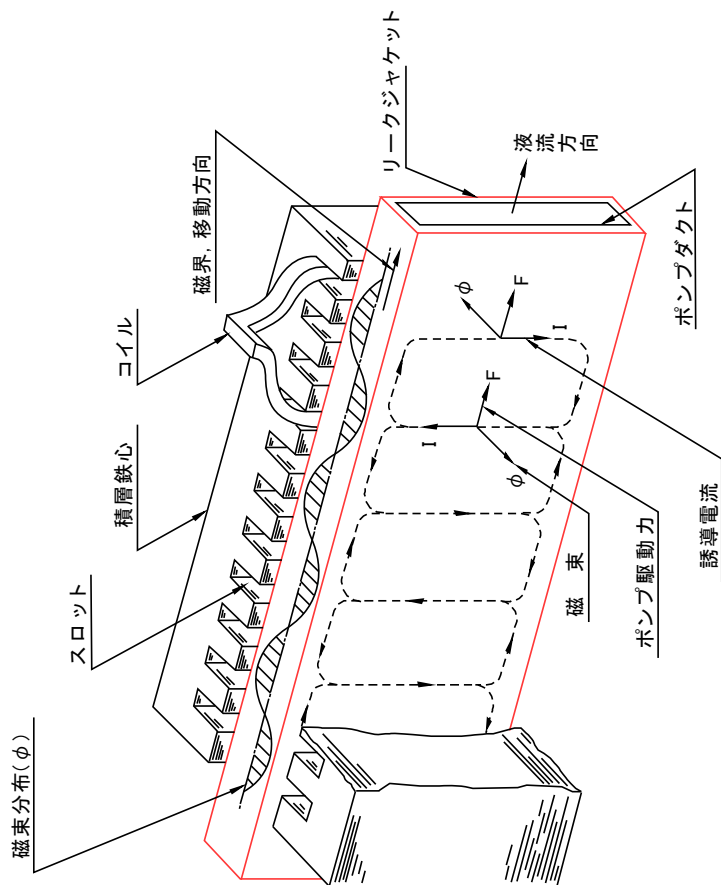 磁束分布(φ)
スロット
積層鉄心
コイル
磁界,移動方向
リークジャケット
液流
方向
ポンプダクト
φ
F
I
F
I
φ
磁 束
ポンプ駆動力
誘導電流